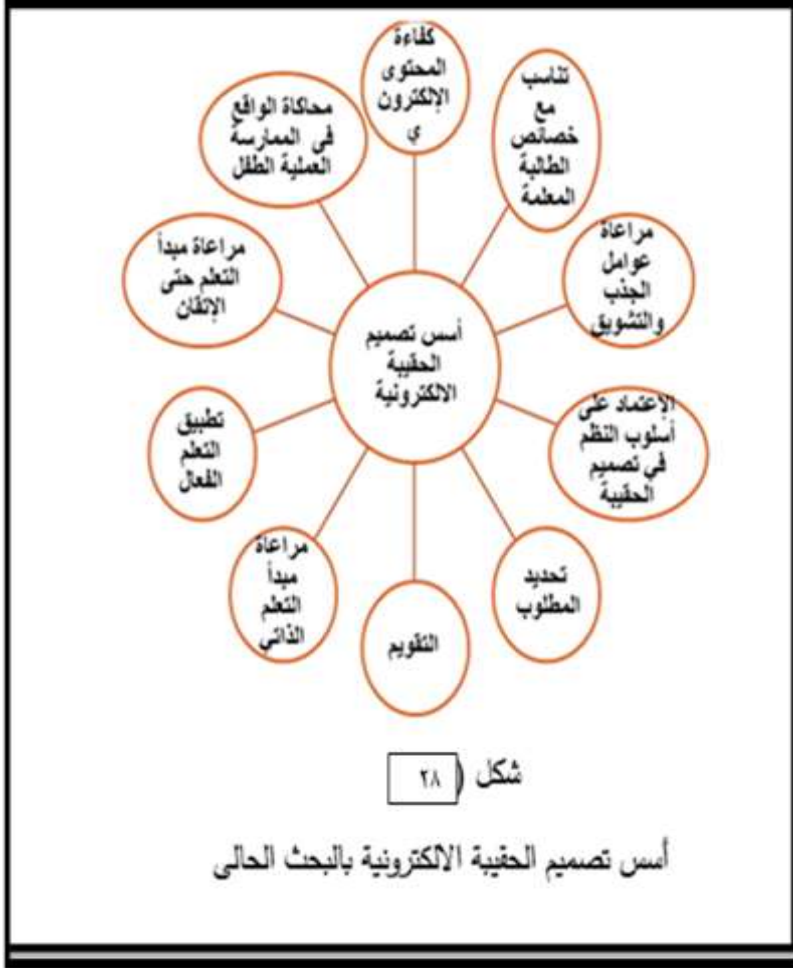 كفاءة
المحتوى
الإلكترون
ي
تناسب
مع
خصائص
الطالبة
المعلمة
مراعاة
عوامل
الجذب
والتشويق
الإعتماد على
أسلوب النظم
في تصميم
الحقيبة
تحديد
المطلوب
التقويم
مراعاة
مبدأ
التعلم
الذاتي
تطبيق
التعلم
الفعال
مراعاة مبدأ
التعلم حتى
الإتقان
محاكاة الواقع
فى الممارسة
العملية الطفل
أسس تصميم
الحقيبة
الالكترونية
شكل ( ٢٨
أسس تصميم الحقيبة الالكترونية بالبحث الحالى